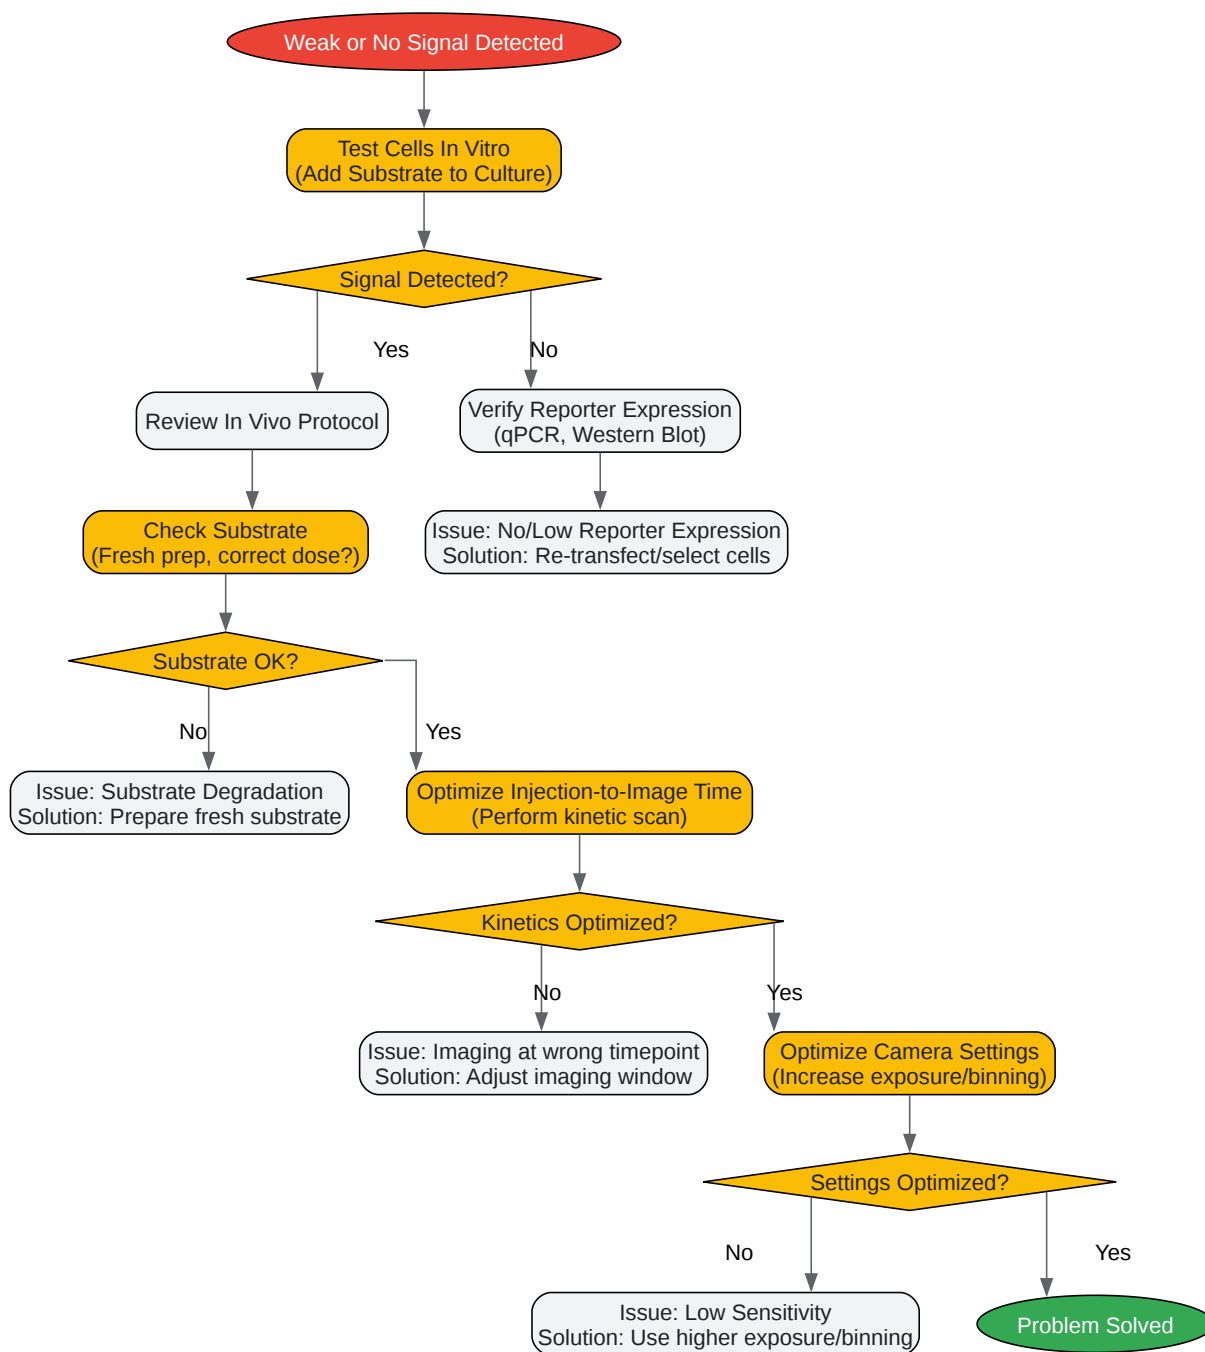 Weak or No Signal Detected
Test Cells In Vitro
(Add Substrate to Culture)
Signal Detected?
Yes
No
Review In Vivo Protocol
Verify Reporter Expression
(qPCR, Western Blot)
Check Substrate
(Fresh prep, correct dose?)
Issue: No/Low Reporter Expression
Solution: Re-transfect/select cells
Substrate OK?
No
Yes
Issue: Substrate Degradation
Solution: Prepare fresh substrate
Optimize Injection-to-Image Time
(Perform kinetic scan)
Kinetics Optimized?
No
Yes
Issue: Imaging at wrong timepoint
Solution: Adjust imaging window
Optimize Camera Settings
(Increase exposure/binning)
Settings Optimized?
No
Yes
Issue: Low Sensitivity
Solution: Use higher exposure/binning
Problem Solved